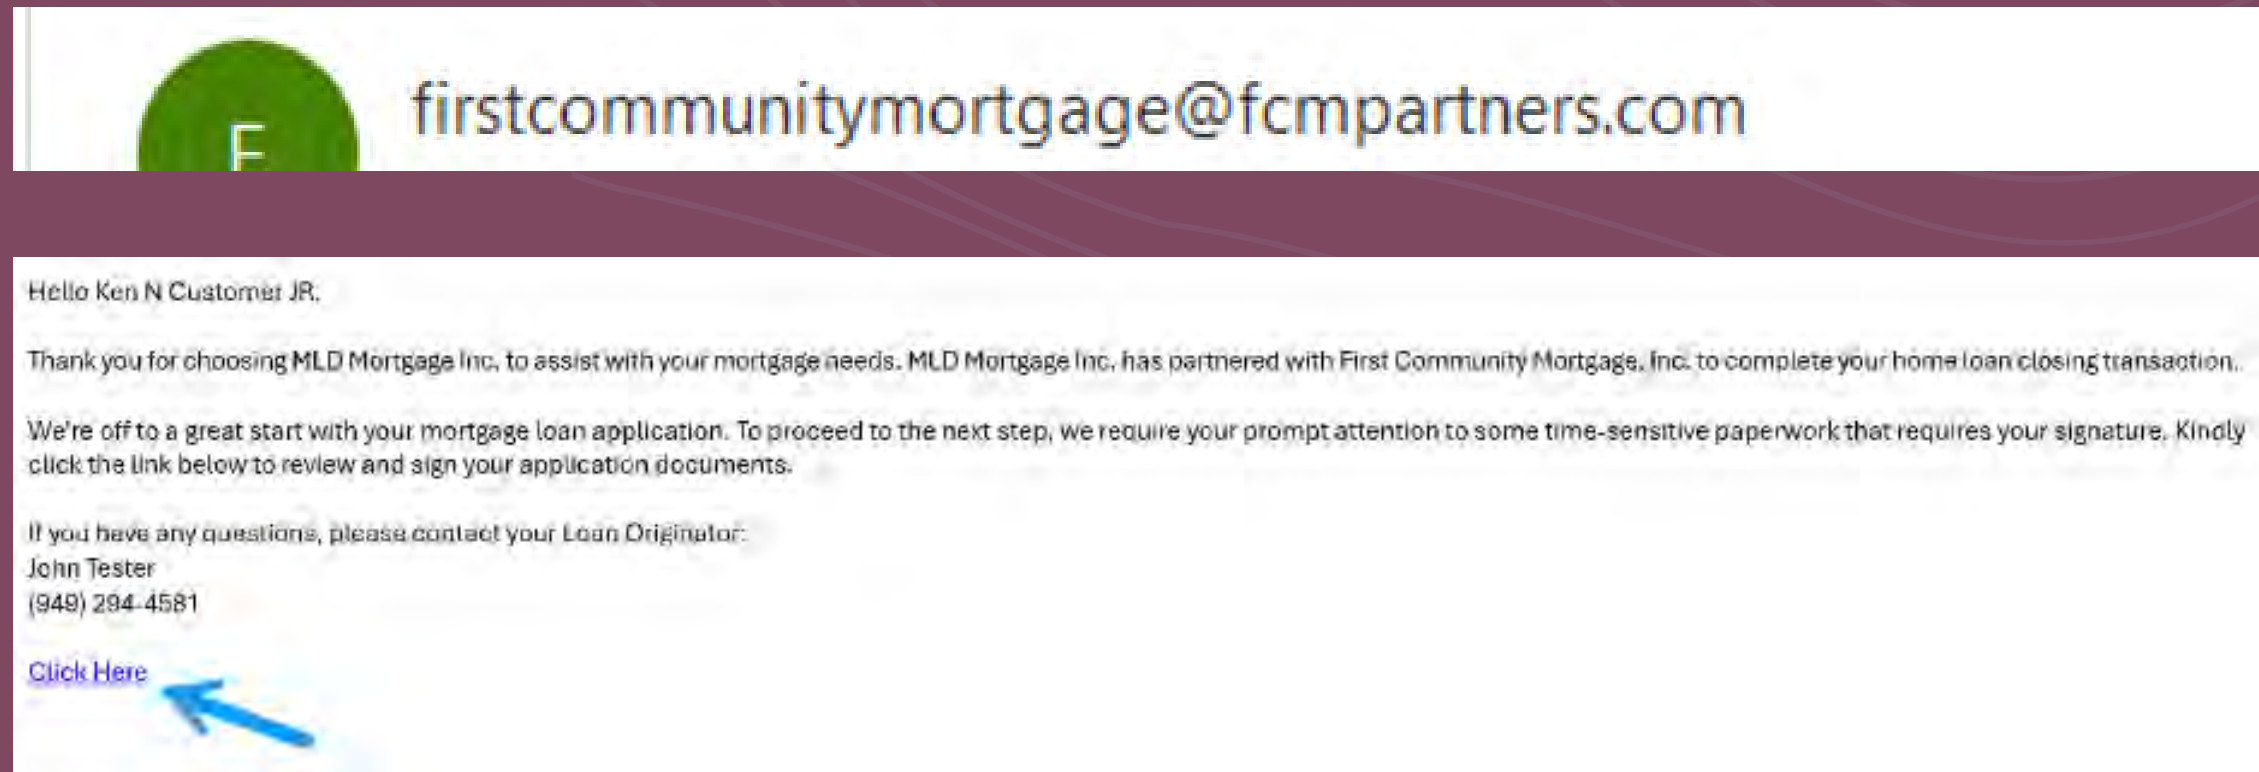 F
firstcommunitymortgage@fcmpartners.com
Hello Ken N Customer JR.
Thank you for choosing MLD Mortgage Inc. to assist with your mortgage needs. MLD Mortgage Inc. has partnered with First Community Mortgage, Inc. to complete your home loan closing transaction.
We're off to a great start with your mortgage loan application. To proceed to the next step, we require your prompt attention to some time-sensitive paperwork that requires your signature. Kindly
click the link below to review and sign your application documents.
If you have any questions, please contact your Loan Originator:
John Tester
(949) 294-4581
Click Here